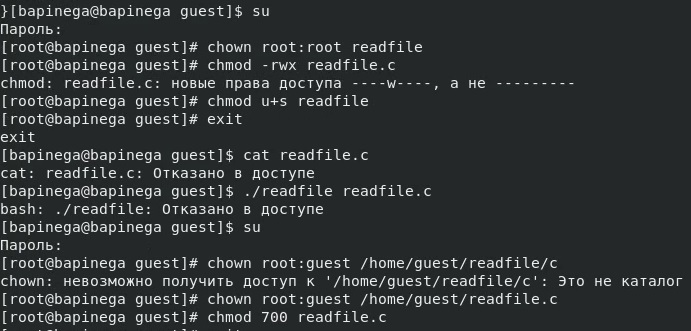 }[bapinega@bapinega guest]$ su
Пароль:
[root@bapinega guest]# chown root:root readfile
[root@bapinega guest]# chmod -rwx readfile.c
chmod: readfile.c: новые права доступа ----w----, а не ---------
[root@bapinega guest]# chmod u+s readfile
[root@bapinega guest]# exit
exit
[bapinega@bapinega guest]$ cat readfile.c
cat: readfile.c: Отказано в доступе
[bapinega@bapinega guest]$ ./readfile readfile.c
bash: ./readfile: Отказано в доступе
[bapinega@bapinega guest]$ su
Пароль:
[root@bapinega guest]# chown root:guest /home/guest/readfile/c
chown: невозможно получить доступ к '/home/guest/readfile/c': Это не каталог
[root@bapinega guest]# chown root:guest /home/guest/readfile.c
[root@bapinega guest]# chmod 700 readfile.c